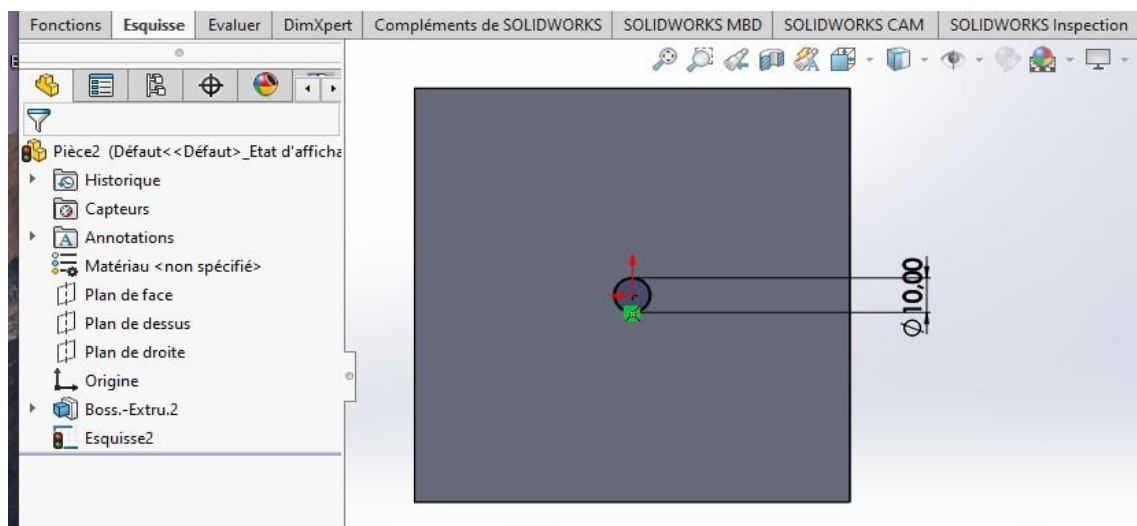 Fonctions Esquisse Evaluer DimXpert Compléments de SOLIDWORKS SOLIDWORKS MBD SOLIDWORKS CAM SOLIDWORKS Inspection
Pièce2 (Défaut<<Défaut>_Etat d'afficha
Historique
Capteurs
A Annotations
Matériau <non spécifié>
Plan de face
Plan de dessus
Plan de droite
Origine
Boss.-Extru.2
Esquisse2
∅10,00